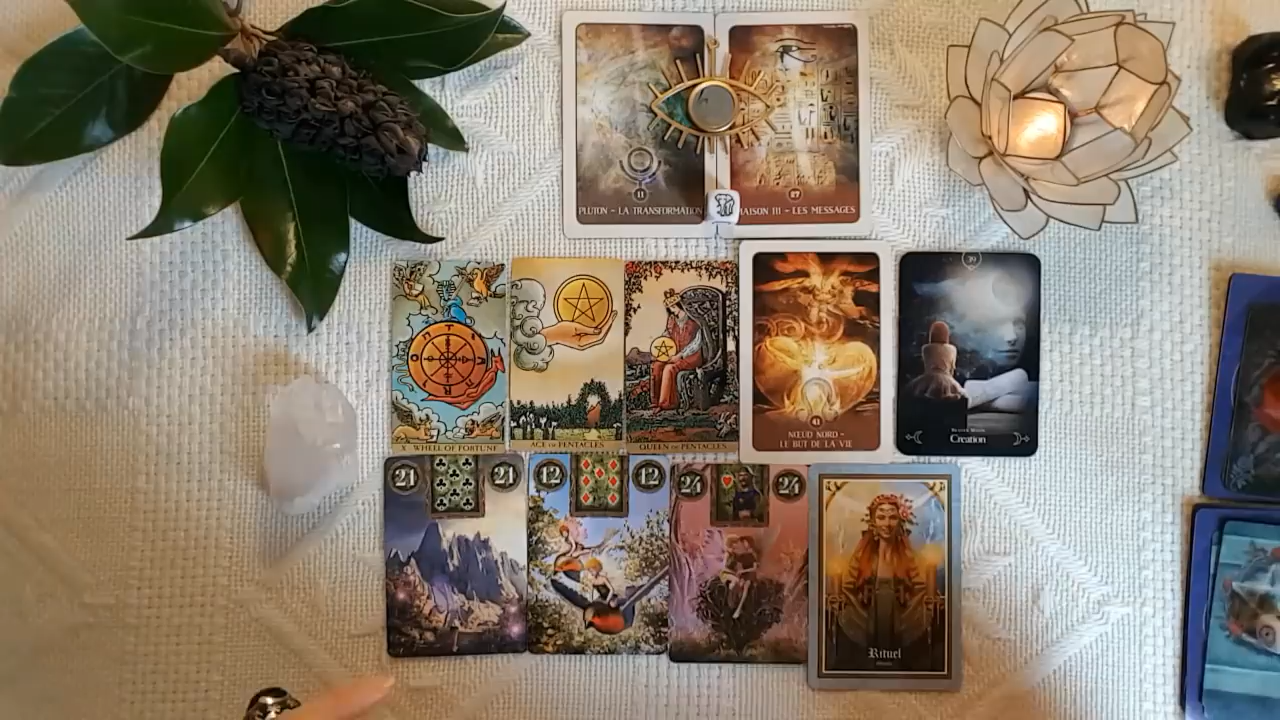 11
PLUTON - LA TRANSFORMATION
27
MAISON III - LES MESSAGES
X WHEEL OF FORTUNE
ACE OF PENTACLES
QUEEN OF PENTACLES
41
NŒUD NORD -
LE BUT DE LA VIE
39
Creation
21 21
12 12
24 24
Rituel